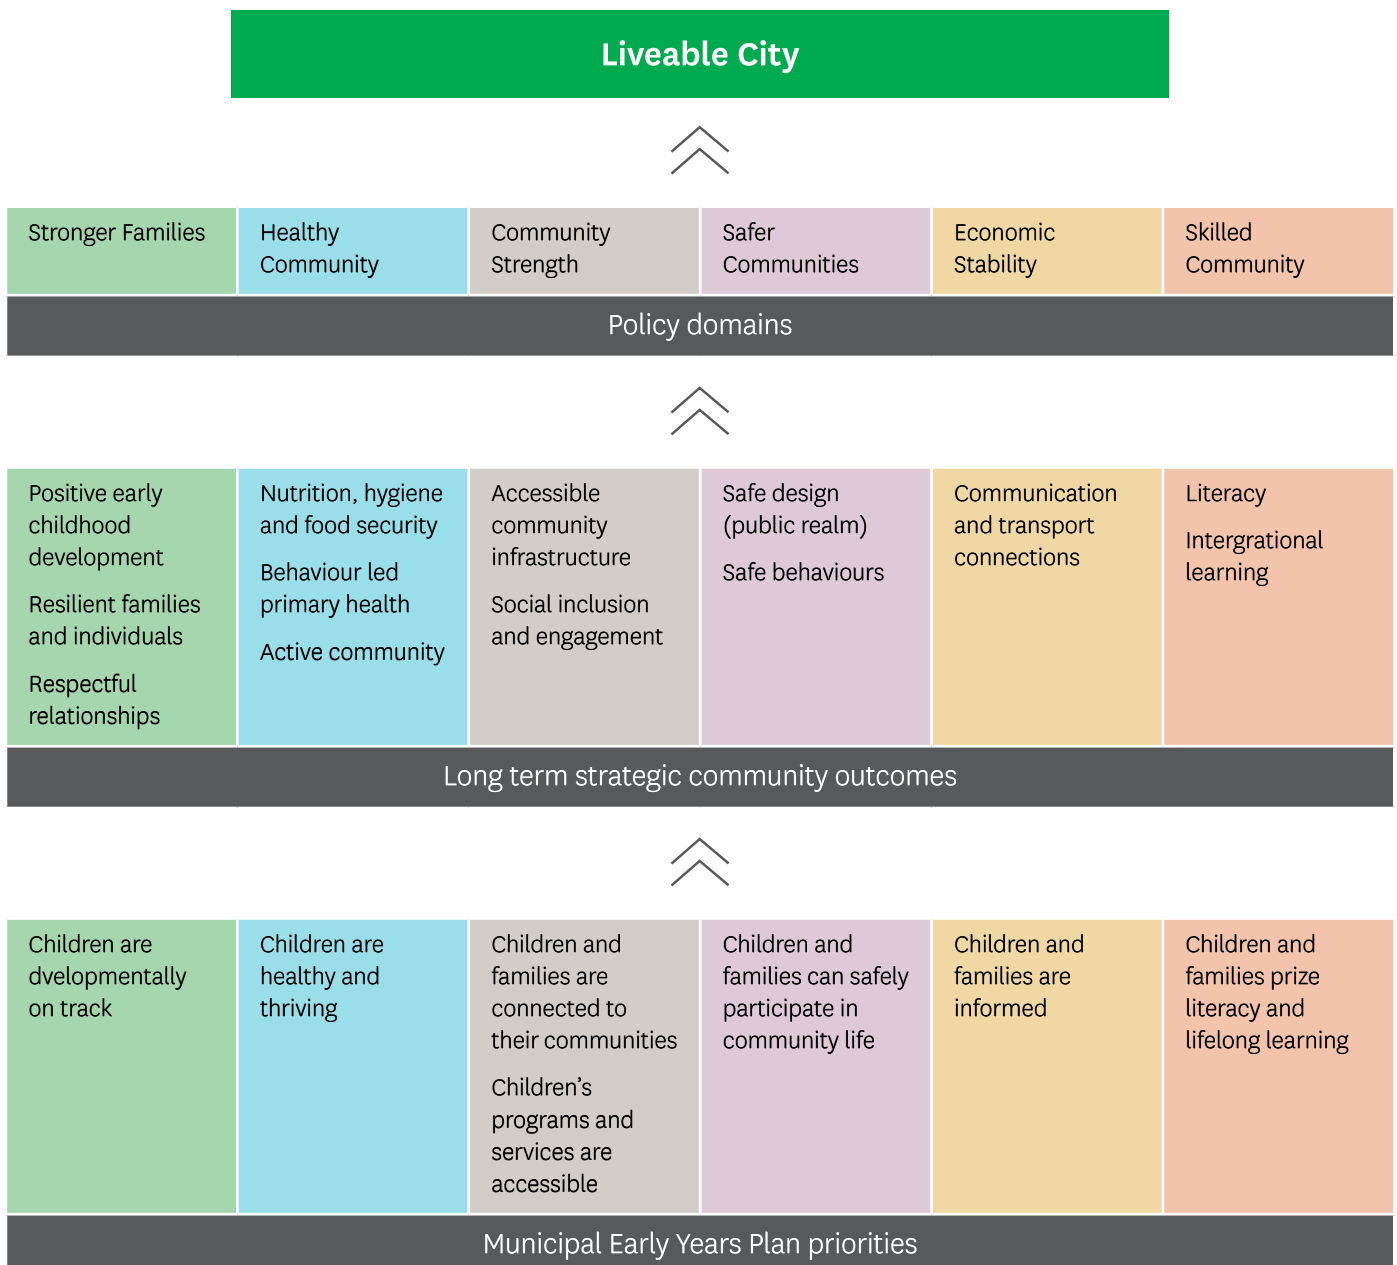 Liveable City
Stronger Families
Healthy
Community
Community
Strength
Safer
Communities
Economic
Stability
Skilled
Community
Policy domains
Positive early
childhood
development
Resilient families
and individuals
Respectful
relationships
Nutrition, hygiene
and food security
Behaviour led
primary health
Active community
Accessible
community
infrastructure
Social inclusion
and engagement
Safe design
(public realm)
Safe behaviours
Communication
and transport
connections
Literacy
Intergrational
learning
Long term strategic community outcomes
Children are
dvelopmentally
on track
Children are
healthy and
thriving
Children and
families are
connected to
their communities
Children’s
programs and
services are
accessible
Children and
families can safely
participate in
community life
Children and
families are
informed
Children and
families prize
literacy and
lifelong learning
Municipal Early Years Plan priorities